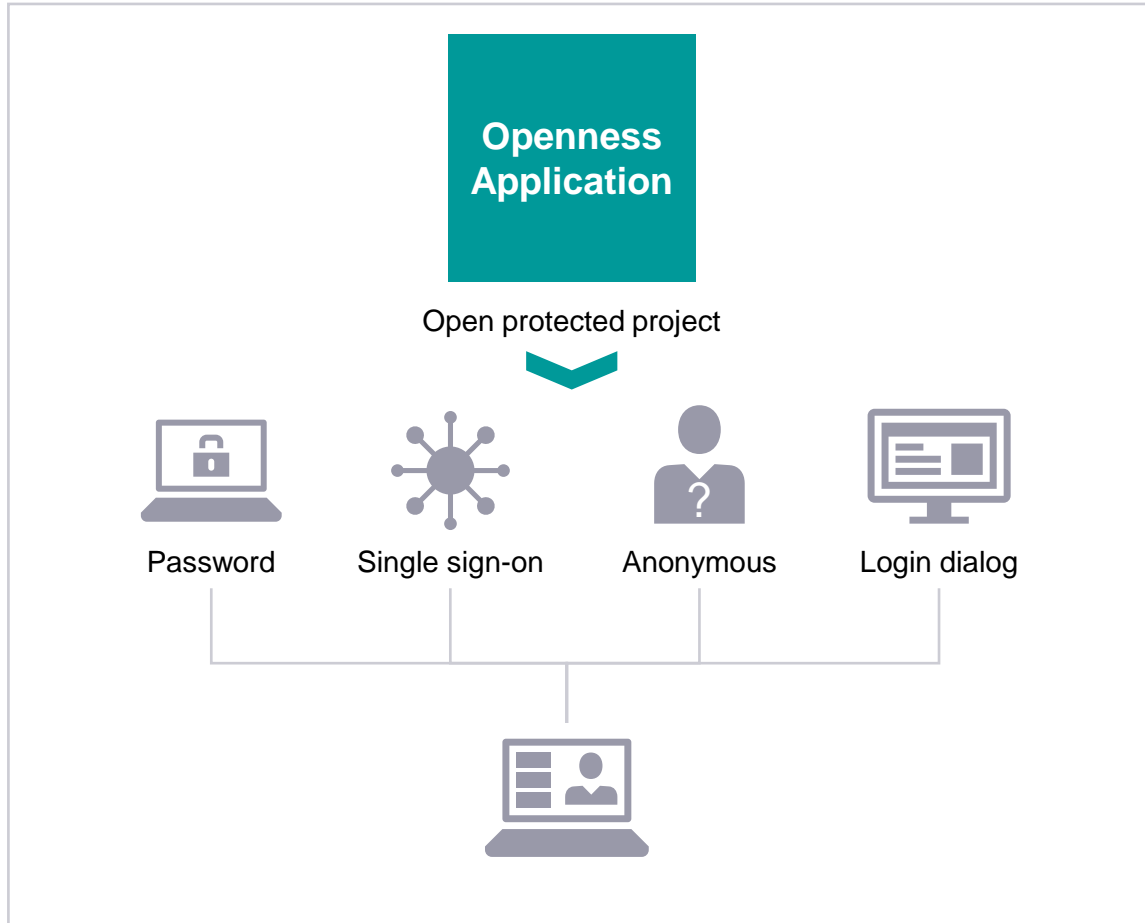 Openness
Application
Open protected project
?
Password
Single sign-on
Anonymous
Login dialog